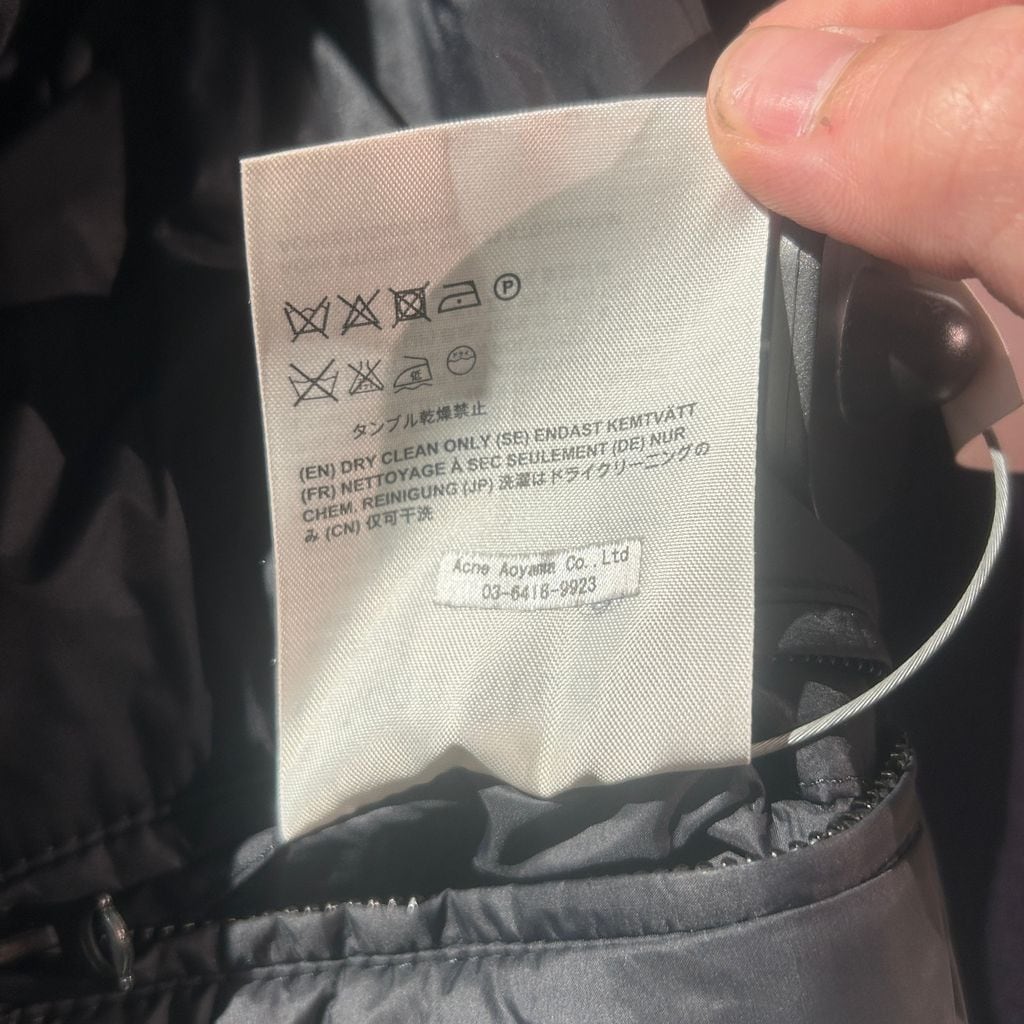 P
低
タンブル乾燥禁止
(EN) DRY CLEAN ONLY (SE) ENDAST KEMTVÄTT
(FR) NETTOYAGE À SEC SEULEMENT (DE) NUR
CHEM. REINIGUNG (JP) 洗濯はドライクリーニングの
み (CN) 仅可干洗
Acne Aoyama Co.,Ltd
03-6418-9923